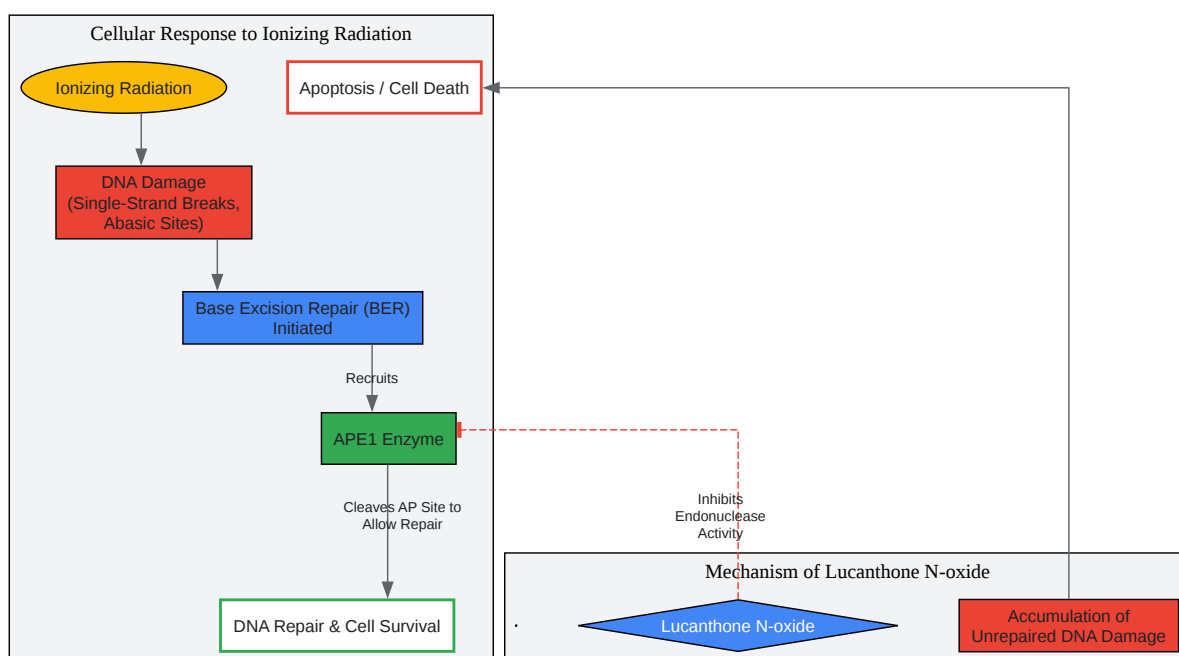 Cellular Response to Ionizing Radiation
Ionizing Radiation
Apoptosis / Cell Death
DNA Damage
(Single-Strand Breaks,
Abasic Sites)
Base Excision Repair (BER)
Initiated
Recruits
APE1 Enzyme
Cleaves AP Site to
Allow Repair
Inhibits
Endonuclease
Activity
DNA Repair & Cell Survival
Mechanism of Lucanthone N-oxide
Lucanthone N-oxide
Accumulation of
Unrepaired DNA Damage